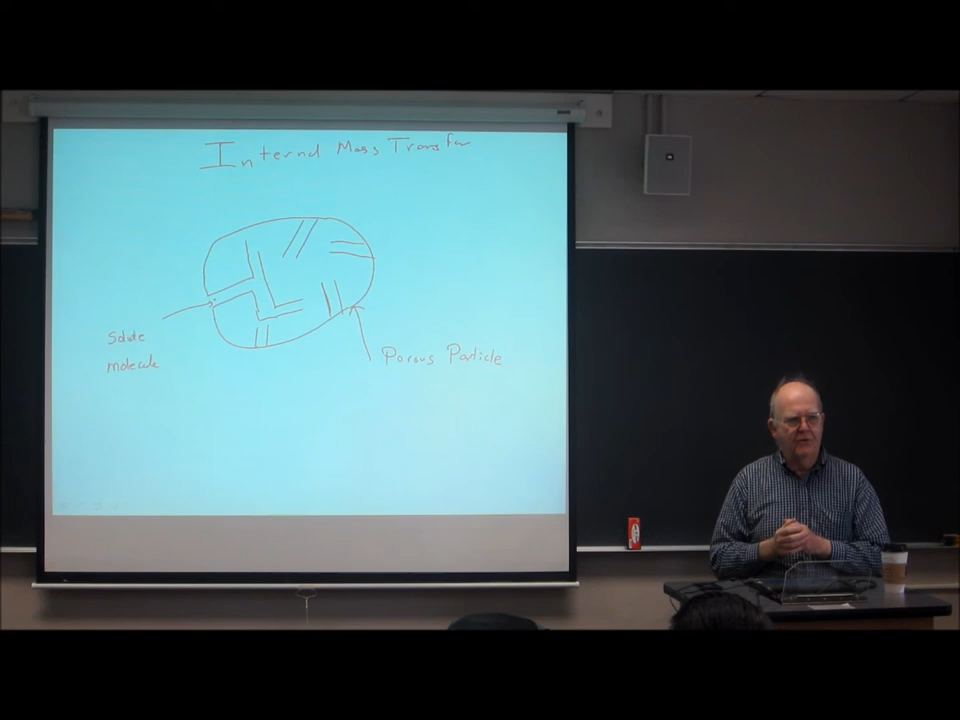 Internal Mass Transfer
Solute
molecule
Porous Particle